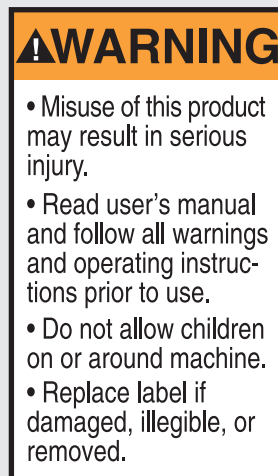 WARNING
• Misuse of this product
may result in serious
injury.
• Read user’s manual
and follow all warnings
and operating instruc-
tions prior to use.
• Do not allow children
on or around machine.
• Replace label if
damaged, illegible, or
removed.